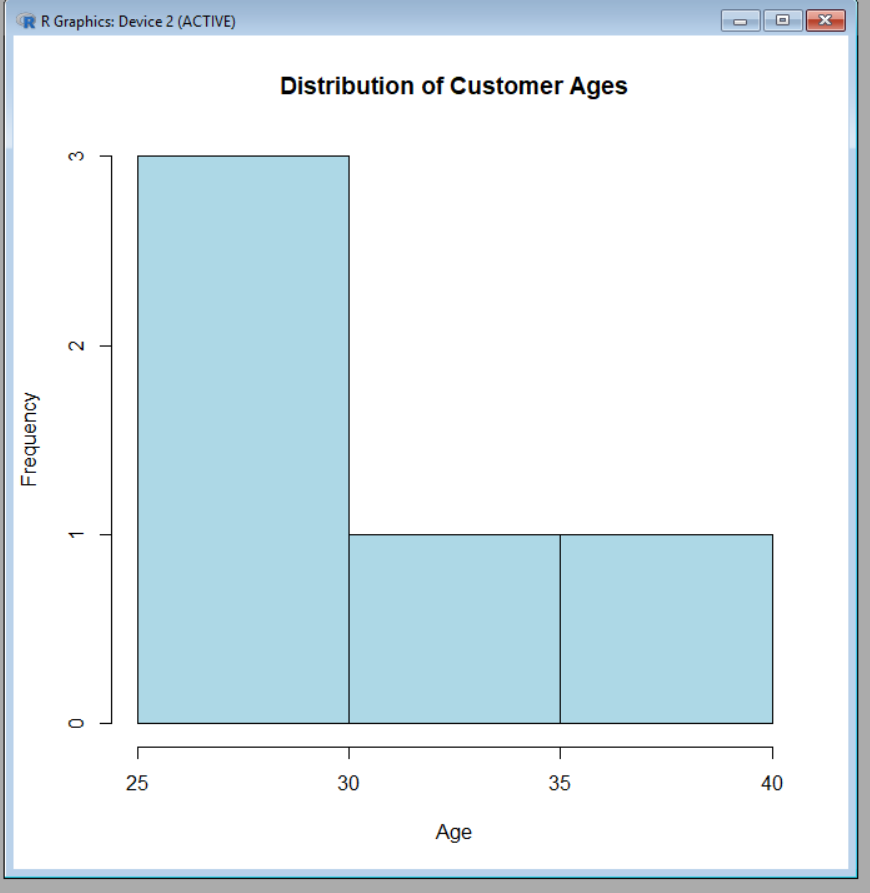 R Graphics: Device 2 (ACTIVE)
Distribution of Customer Ages
3
2
1
0
Frequency
25 30 35 40
Age